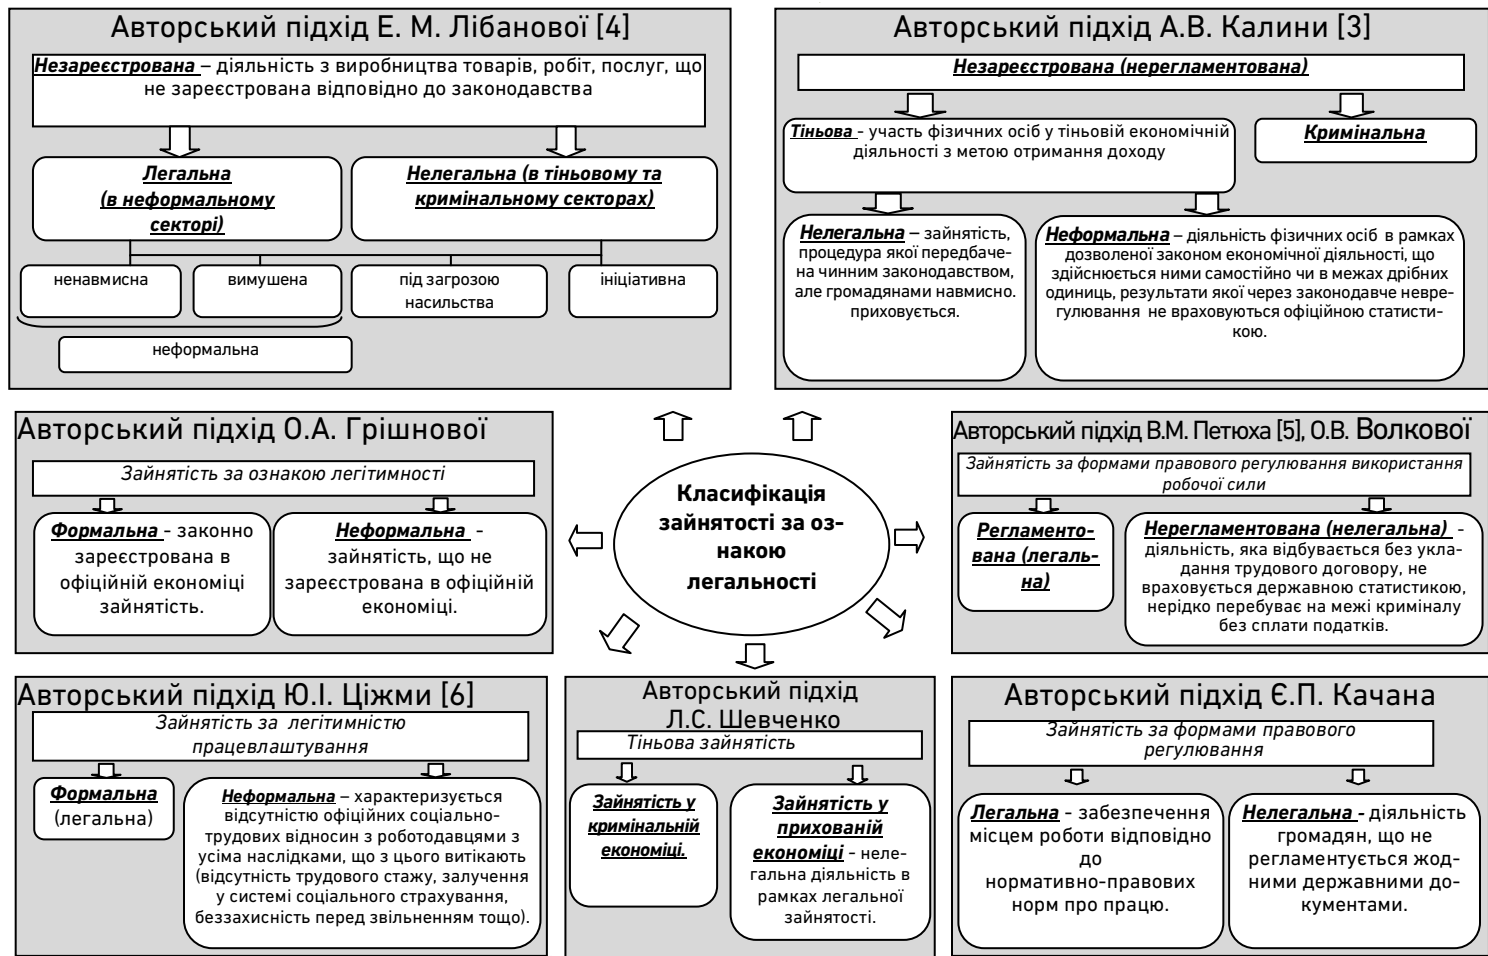 Авторський підхід Е. М. Лібанової [4]
Незареєстрована – діяльність з виробництва товарів, робіт, послуг, що
не зареєстрована відповідно до законодавства
Легальна
(в неформальному
секторі)
Нелегальна (в тіньовому та
кримінальному секторах)
ненавмисна
вимушена
під загрозою
насильства
ініціативна
неформальна
Авторський підхід А.В. Калини [3]
Незареєстрована (нерегламентована)
Тіньова - участь фізичних осіб у тіньовій економічній
діяльності з метою отримання доходу
Кримінальна
Нелегальна – зайнятість,
процедура якої передбаче-
на чинним законодавством,
але громадянами навмисно.
приховується.
Неформальна – діяльність фізичних осіб в рамках
дозволеної законом економічної діяльності, що
здійснюється ними самостійно чи в межах дрібних
одиниць, результати якої через законодавче неврe-
гулювання не враховуються офіційною статисти-
кою.
Авторський підхід О.А. Грішнової
Зайнятість за ознакою легітимності
Формальна - законно
зареєстрована в
офіційній економіці
зайнятість.
Неформальна -
зайнятість, що не
зареєстрована в офіційній
економіці.
Класифікація
зайнятості за оз-
накою
легальності
Авторський підхід В.М. Петюха [5], О.В. Волкової
Зайнятість за формами правового регулювання використання
робочої сили
Регламенто-
вана (легаль-
на)
Нерегламентована (нелегальна) -
діяльність, яка відбувається без укла-
дання трудового договору, не
враховується державною статистикою,
нерідко перебуває на межі криміналу
без сплати податків.
Авторський підхід Ю.І. Ціжми [6]
Зайнятість за легітимністю
працевлаштування
Формальна
(легальна)
Неформальна – характеризується
відсутністю офіційних соціально-
трудових відносин з роботодавцями з
усіма наслідками, що з цього витікають
(відсутність трудового стажу, залучення
у системі соціального страхування,
беззахисність перед звільненням тощо).
Авторський підхід
Л.С. Шевченко
Тіньова зайнятість
Зайнятість у
кримінальній
економіці.
Зайнятість у
прихованій
економіці - неле-
гальна діяльність в
рамках легальної
зайнятості.
Авторський підхід Є.П. Качана
Зайнятість за формами правового
регулювання
Легальна - забезпечення
місцем роботи відповідно
до
нормативно-правових
норм про працю.
Нелегальна - діяльність
громадян, що не
регламентується жод-
ними державними до-
кументами.